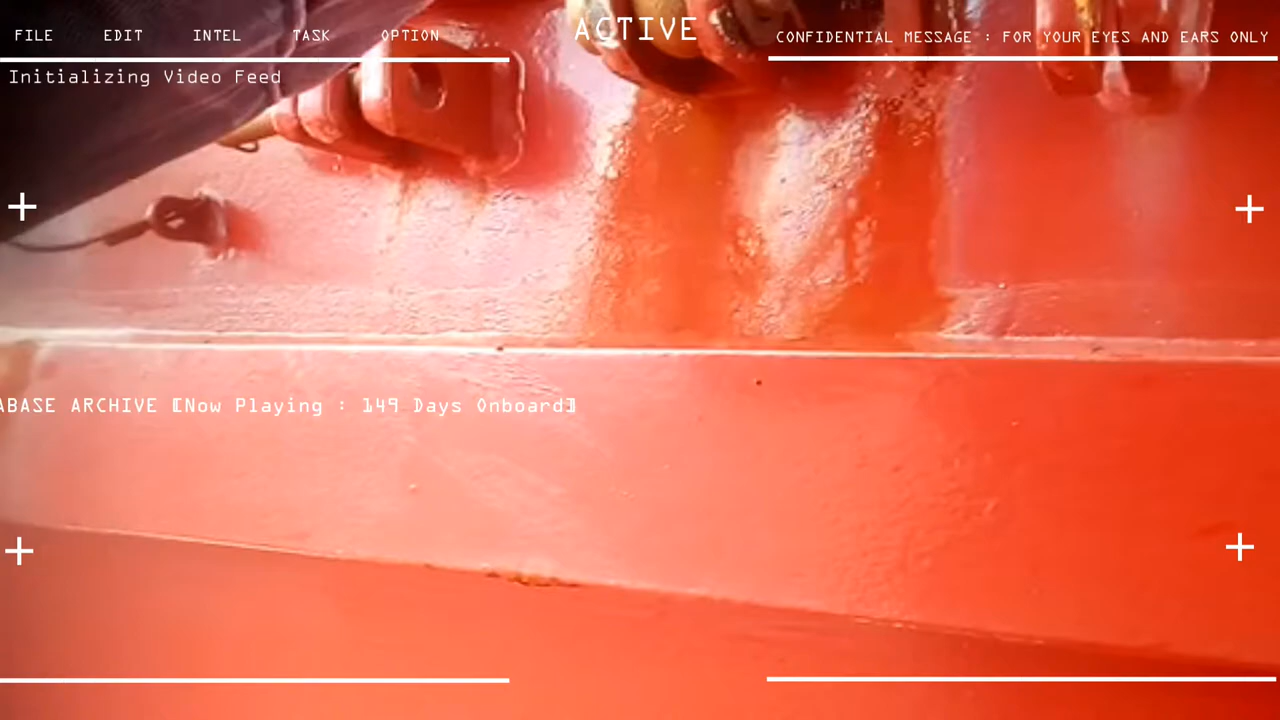 FILE EDIT INTEL TASK OPTION
ACTIVE
CONFIDENTIAL MESSAGE : FOR YOUR EYES AND EARS ONLY
Initializing Video Feed
ABASE ARCHIVE [Now Playing : 149 Days Onboard]